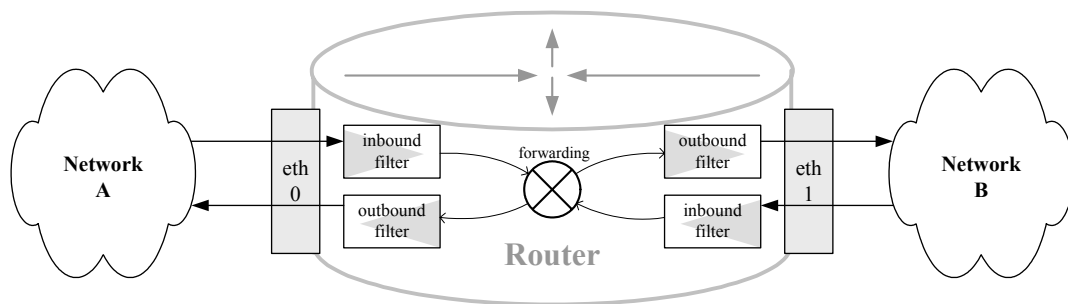 Network
A
eth
0
inbound
filter
outbound
filter
forwarding
outbound
filter
inbound
filter
eth
1
Network
B
Router